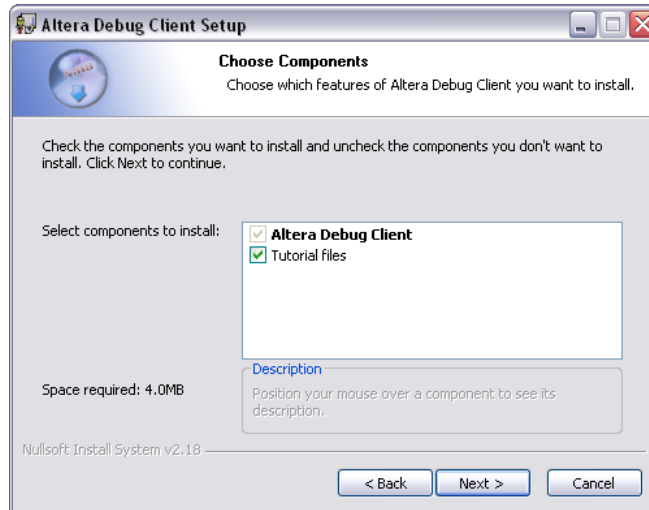 Altera Debug Client Setup
Choose Components
Choose which features of Altera Debug Client you want to install.
Check the components you want to install and uncheck the components you don't want to
install. Click Next to continue.
Select components to install:
Altera Debug Client
Tutorial files
Space required: 4.0MB
Description
Position your mouse over a component to see its
description.
Nullsoft Install System v2.18
< Back
Next >
Cancel